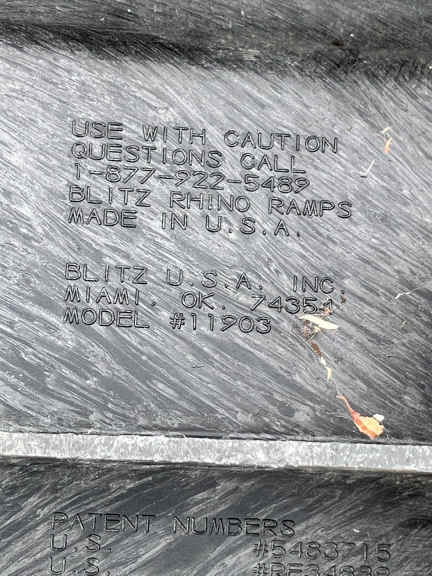 USE WITH CAUTION
QUESTIONS CALL
1-877-922-5489
BLITZ RHINO RAMPS
MADE IN U.S.A.
BLITZ U.S.A. INC.
MIAMI, OK. 74354
MODEL #11903
PATENT NUMBERS
U.S. #5483715
U.S.